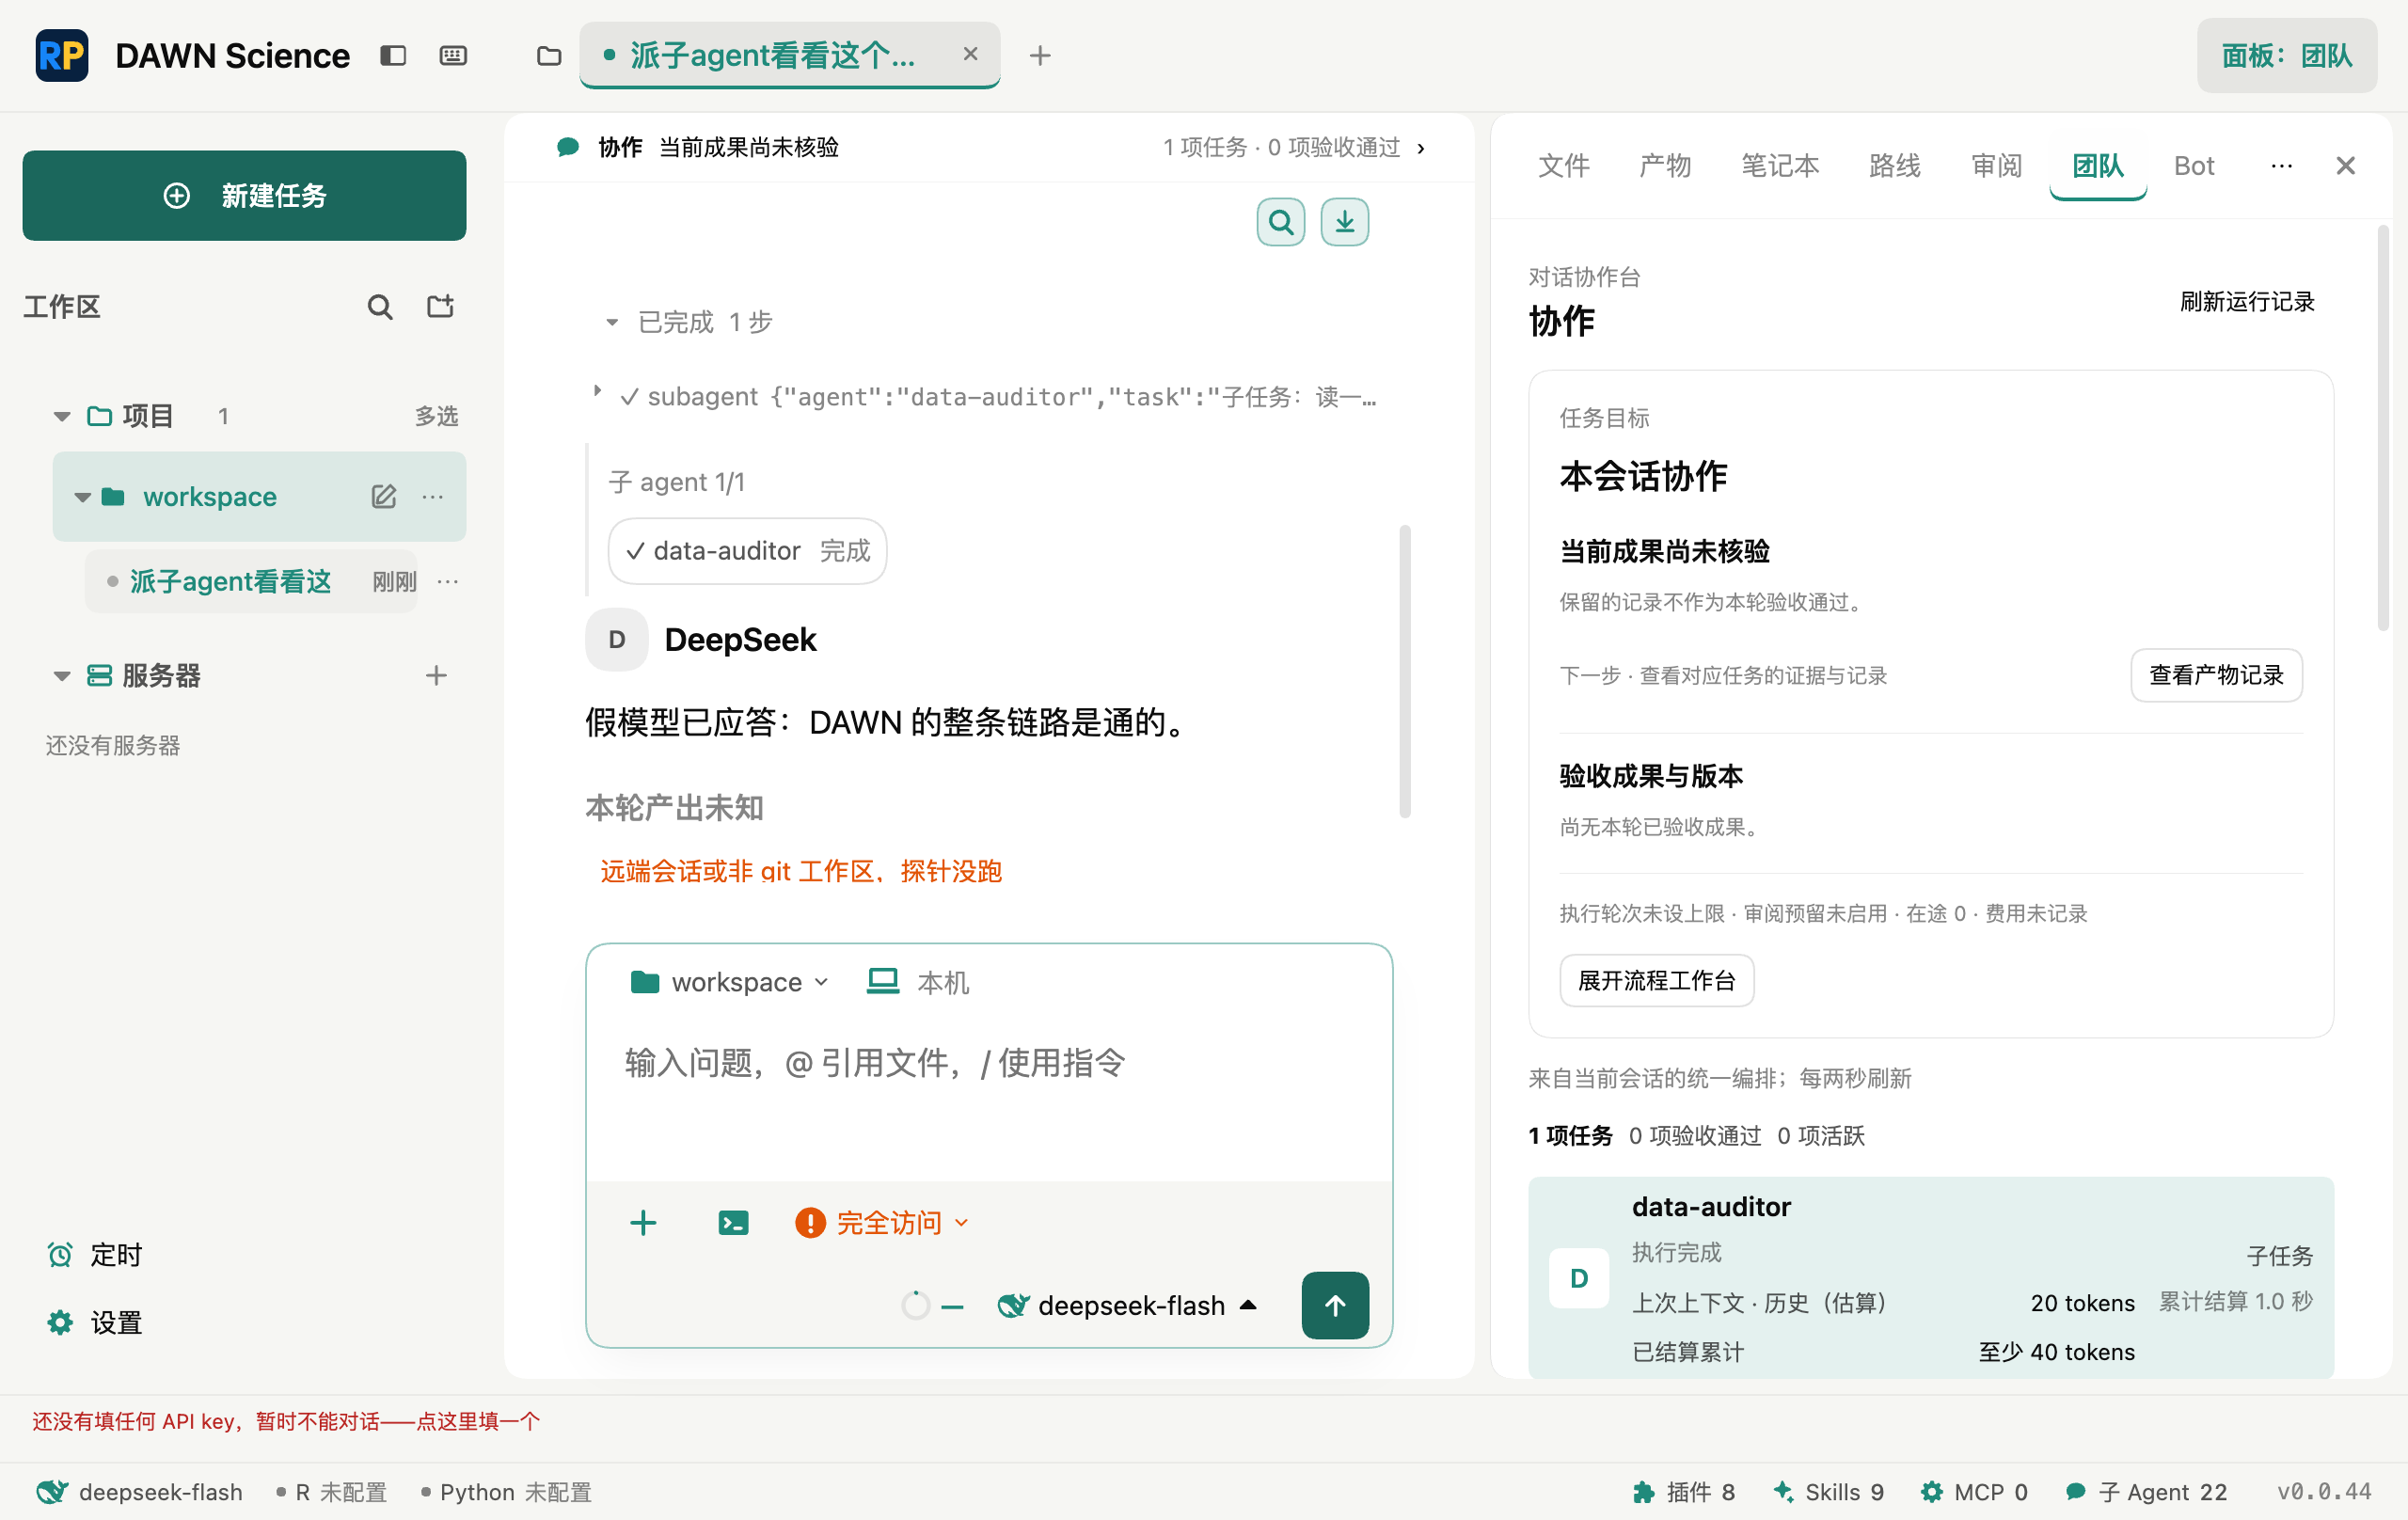 RP DAWN Science
派子agent看看这个...
面板：团队
新建任务
工作区
项目 1 多选
workspace
派子agent看看这 刚刚
服务器
还没有服务器
定时
设置
协作 当前成果尚未核验 1 项任务 · 0 项验收通过 ›
已完成 1 步
subagent {"agent":"data-auditor","task":"子任务：读一…
子 agent 1/1
data-auditor 完成
D DeepSeek
假模型已应答：DAWN 的整条链路是通的。
本轮产出未知
远端会话或非 git 工作区，探针没跑
workspace 本机
输入问题，@ 引用文件，/ 使用指令
完全访问
deepseek-flash
文件 产物 笔记本 路线 审阅 团队 Bot ···
对话协作台
协作
刷新运行记录
任务目标
本会话协作
当前成果尚未核验
保留的记录不作为本轮验收通过。
下一步 · 查看对应任务的证据与记录 查看产物记录
验收成果与版本
尚无本轮已验收成果。
执行轮次未设上限 · 审阅预留未启用 · 在途 0 · 费用未记录
展开流程工作台
来自当前会话的统一编排；每两秒刷新
1 项任务 0 项验收通过 0 项活跃
D
data-auditor
执行完成 子任务
上次上下文 · 历史（估算） 20 tokens 累计结算 1.0 秒
已结算累计 至少 40 tokens
还没有填任何 API key，暂时不能对话——点这里填一个
deepseek-flash R 未配置 Python 未配置 插件 8 Skills 9 MCP 0 子 Agent 22 v0.0.44